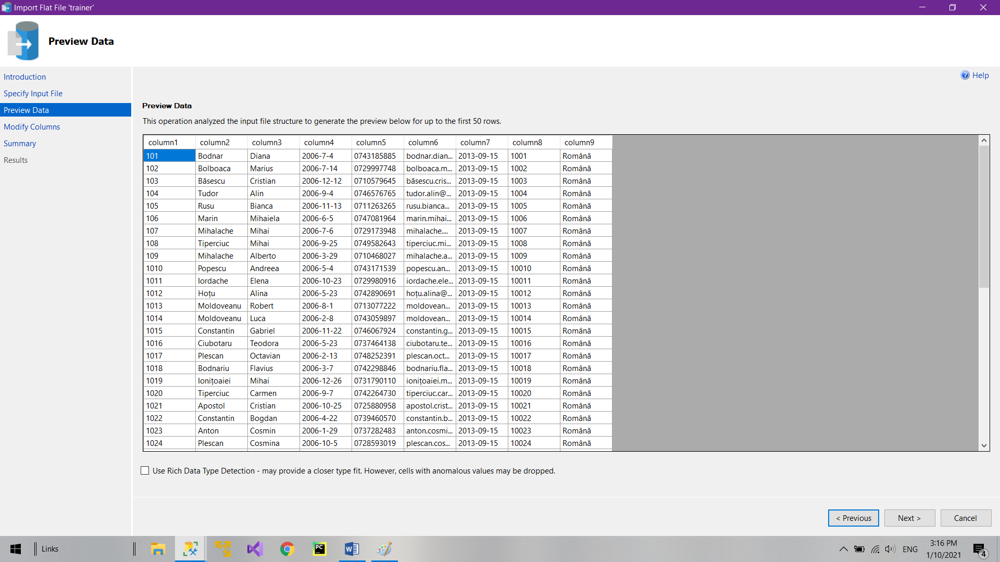 Import Flat File 'trainer'
Preview Data
Introduction
Specify Input File
Preview Data
Modify Columns
Summary
Results
Help
Preview Data
This operation analyzed the input file structure to generate the preview below for up to the first 50 rows.
column1 column2 column3 column4 column5 column6 column7 column8 column9
101 Bodnar Diana 2006-7-4 0743185885 bodnar.dian... 2013-09-15 1001 Română
102 Bolboaca Marius 2006-7-14 0729997748 bolboaca.m... 2013-09-15 1002 Română
103 Băsescu Cristian 2006-12-12 0710579645 băsescu.cris... 2013-09-15 1003 Română
104 Tudor Alin 2006-9-4 0746576765 tudor.alin@... 2013-09-15 1004 Română
105 Rusu Bianca 2006-11-13 0711263265 rusu.bianca... 2013-09-15 1005 Română
106 Marin Mihaiela 2006-6-5 0747081964 marin.mihai... 2013-09-15 1006 Română
107 Mihalache Mihai 2006-7-6 0729173948 mihalache.... 2013-09-15 1007 Română
108 Tiperciuc Mihai 2006-9-25 0749582643 tiperciuc.mi... 2013-09-15 1008 Română
109 Mihalache Alberto 2006-3-29 0710468027 mihalache.a... 2013-09-15 1009 Română
1010 Popescu Andreea 2006-5-4 0743171539 popescu.an... 2013-09-15 10010 Română
1011 Iordache Elena 2006-10-23 0729980916 iordache.ele... 2013-09-15 10011 Română
1012 Hoțu Alina 2006-5-23 0742890691 hoțu.alina@... 2013-09-15 10012 Română
1013 Moldoveanu Robert 2006-8-1 0713077222 moldovean... 2013-09-15 10013 Română
1014 Moldoveanu Luca 2006-2-8 0743059897 moldovean... 2013-09-15 10014 Română
1015 Constantin Gabriel 2006-11-22 0746067924 constantin.g... 2013-09-15 10015 Română
1016 Ciubotaru Teodora 2006-5-23 0737464138 ciubotaru.te... 2013-09-15 10016 Română
1017 Plescan Octavian 2006-2-13 0748252391 plescan.oct... 2013-09-15 10017 Română
1018 Bodnariu Flavius 2006-3-7 0742298846 bodnariu.fla... 2013-09-15 10018 Română
1019 Ionițoaiei Mihai 2006-12-26 0731790110 ionițoaiei.m... 2013-09-15 10019 Română
1020 Tiperciuc Carmen 2006-9-7 0742264730 tiperciuc.car... 2013-09-15 10020 Română
1021 Apostol Cristian 2006-10-25 0725880958 apostol.crist... 2013-09-15 10021 Română
1022 Constantin Bogdan 2006-4-22 0739460570 constantin.b... 2013-09-15 10022 Română
1023 Anton Cosmin 2006-1-29 0737282483 anton.cosmi... 2013-09-15 10023 Română
1024 Plescan Cosmina 2006-10-5 0728593019 plescan.cos... 2013-09-15 10024 Română
Use Rich Data Type Detection - may provide a closer type fit. However, cells with anomalous values may be dropped.
< Previous Next > Cancel
Links
PC
W
ENG
3:16 PM
1/10/2021
4